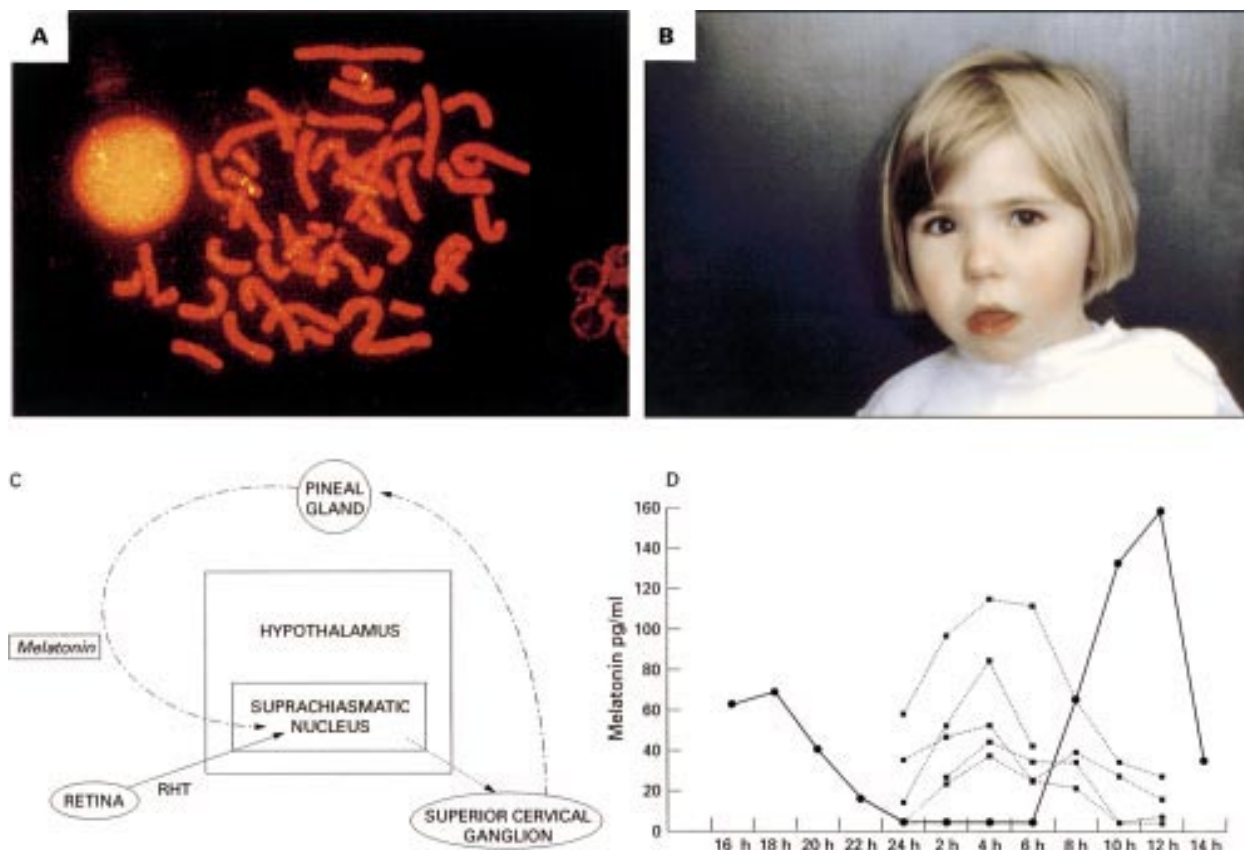 A
B
C
PINEAL
GLAND
HYPOTHALAMUS
Melatonin
SUPRACHIASMATIC
NUCLEUS
RETINA
RHT
SUPERIOR CERVICAL
GANGLION
D
Melatonin pg/ml
160
140
120
100
80
60
40
20
0
16 h 18 h 20 h 22 h 24 h 2 h 4 h 6 h 8 h 10 h 12 h 14 h